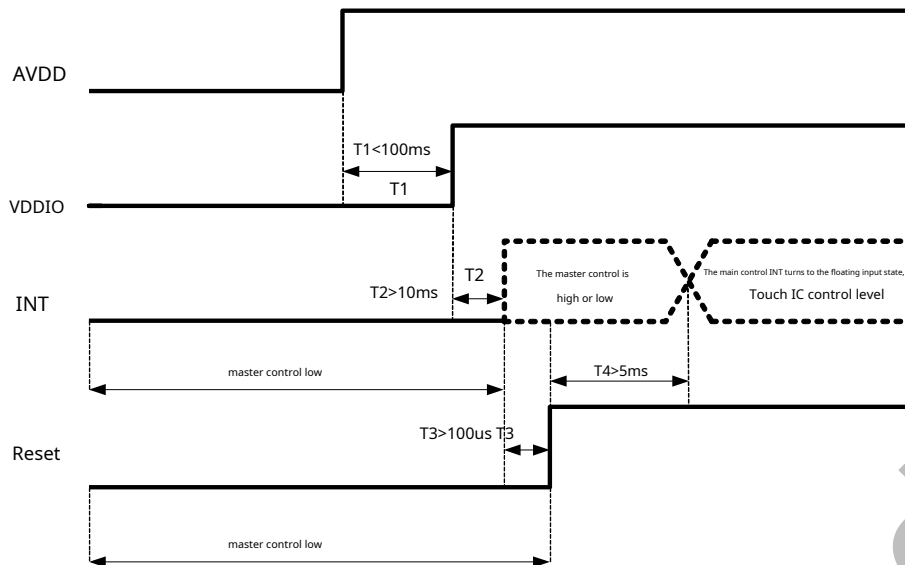 AVDD
T1<100ms
T1
VDDIO
T2
T2>10ms
The master control is
high or low
The main control INT turns to the floating input state,
Touch IC control level
INT
master control low
T4>5ms
T3>100us T3
Reset
master control low